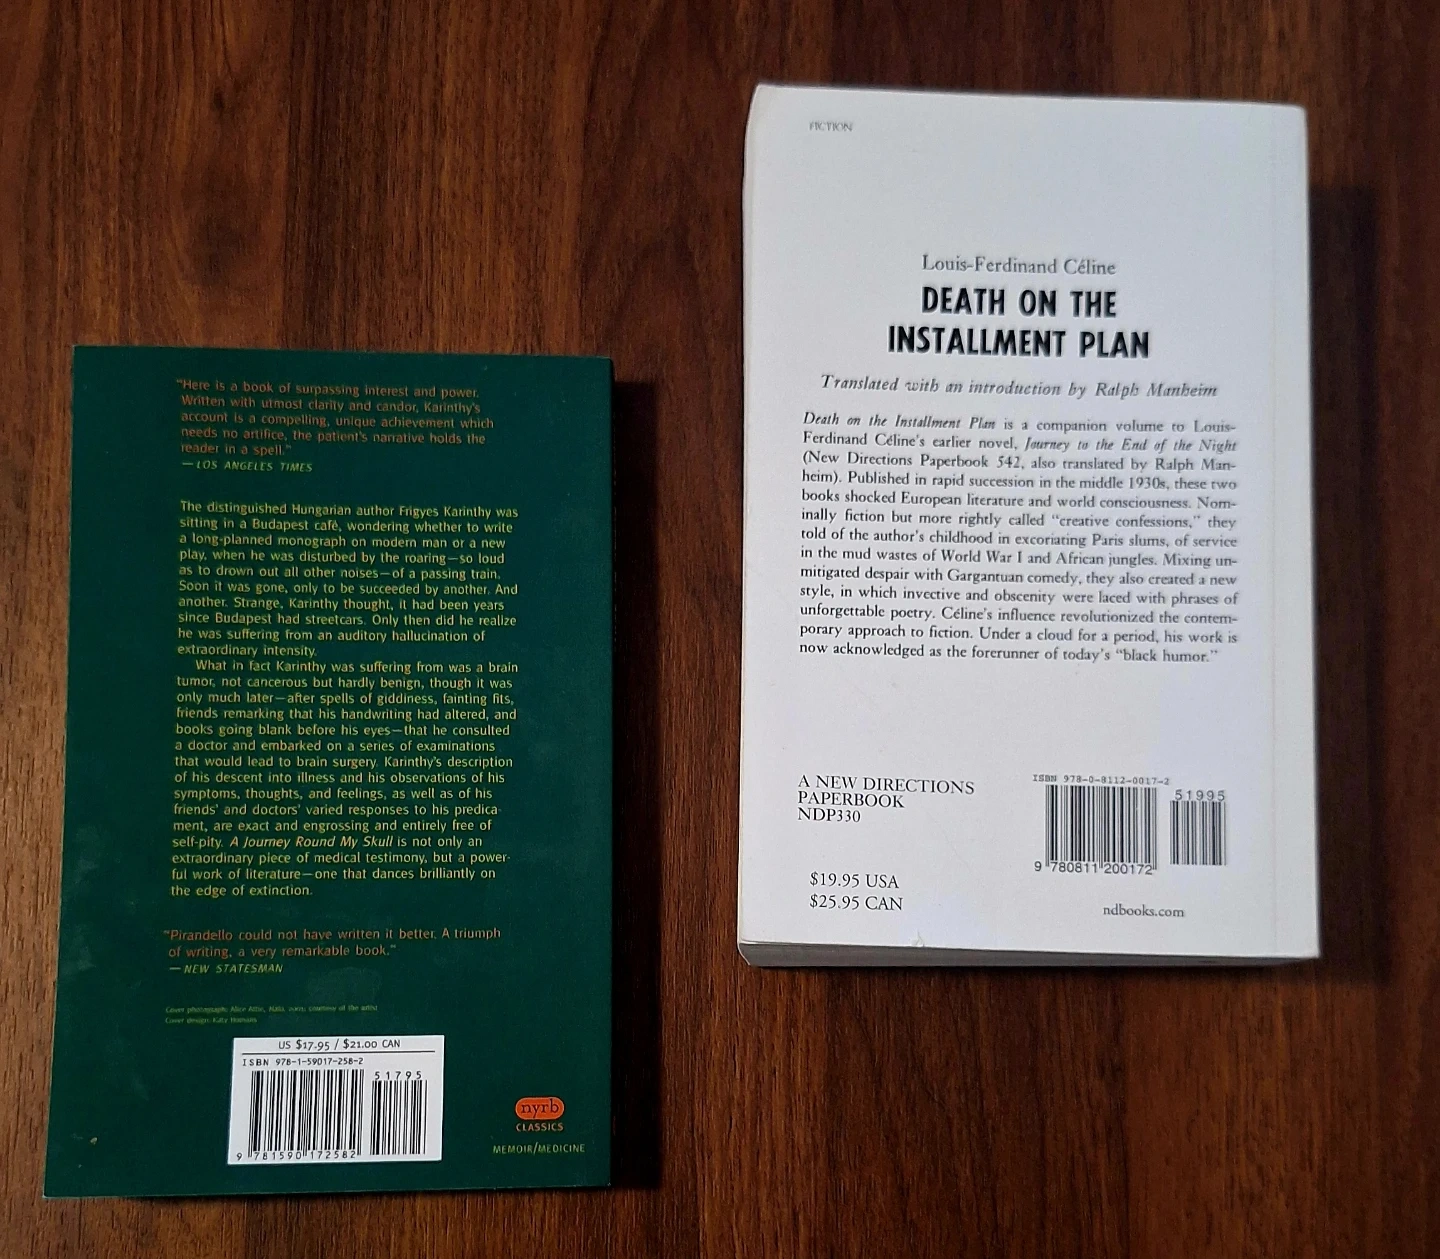 "Here is a book of surpassing interest and power.
Written with utmost clarity and candor, Karinthy's
account is a compelling, unique achievement which
needs no artifice, the patient's narrative holds the
reader in a spell."
—LOS ANGELES TIMES
The distinguished Hungarian author Frigyes Karinthy was
sitting in a Budapest café, wondering whether to write
a long-planned monograph on modern man or a new
play, when he was disturbed by the roaring—so loud
as to drown out all other noises—of a passing train.
Soon it was gone, only to be succeeded by another. And
another. Strange, Karinthy thought, it had been years
since Budapest had streetcars. Only then did he realize
he was suffering from an auditory hallucination of
extraordinary intensity.
What in fact Karinthy was suffering from was a brain
tumor, not cancerous but hardly benign, though it was
only much later—after spells of giddiness, fainting fits,
friends remarking that his handwriting had altered, and
books going blank before his eyes—that he consulted
a doctor and embarked on a series of examinations
that would lead to brain surgery. Karinthy's description
of his descent into illness and his observations of his
symptoms, thoughts, and feelings, as well as of his
friends' and doctors' varied responses to his predica-
ment, are exact and engrossing and entirely free of
self-pity. A Journey Round My Skull is not only an
extraordinary piece of medical testimony, but a power-
ful work of literature—one that dances brilliantly on
the edge of extinction.
"Pirandello could not have written it better. A triumph
of writing, a very remarkable book."
—NEW STATESMAN
Cover photograph: Alice Attie, courtesy of the artist
Cover design: Katy Homans
US $17.95 / $21.00 CAN
ISBN 978-1-59017-258-2
51795
9 781590 172582
nyrb
CLASSICS
MEMOIR/MEDICINE
FICTION
Louis-Ferdinand Céline
DEATH ON THE
INSTALLMENT PLAN
Translated with an introduction by Ralph Manheim
Death on the Installment Plan is a companion volume to Louis-
Ferdinand Céline's earlier novel, Journey to the End of the Night
(New Directions Paperbook 542, also translated by Ralph Man-
heim). Published in rapid succession in the middle 1930s, these two
books shocked European literature and world consciousness. Nom-
inally fiction but more rightly called "creative confessions," they
told of the author's childhood in excoriating Paris slums, of service
in the mud wastes of World War I and African jungles. Mixing un-
mitigated despair with Gargantuan comedy, they also created a new
style, in which invective and obscenity were laced with phrases of
unforgettable poetry. Céline's influence revolutionized the contem-
porary approach to fiction. Under a cloud for a period, his work is
now acknowledged as the forerunner of today's "black humor."
A NEW DIRECTIONS
PAPERBOOK
NDP330
$19.95 USA
$25.95 CAN
ISBN 978-0-8112-0017-2
51995
9 780811 200172
ndbooks.com